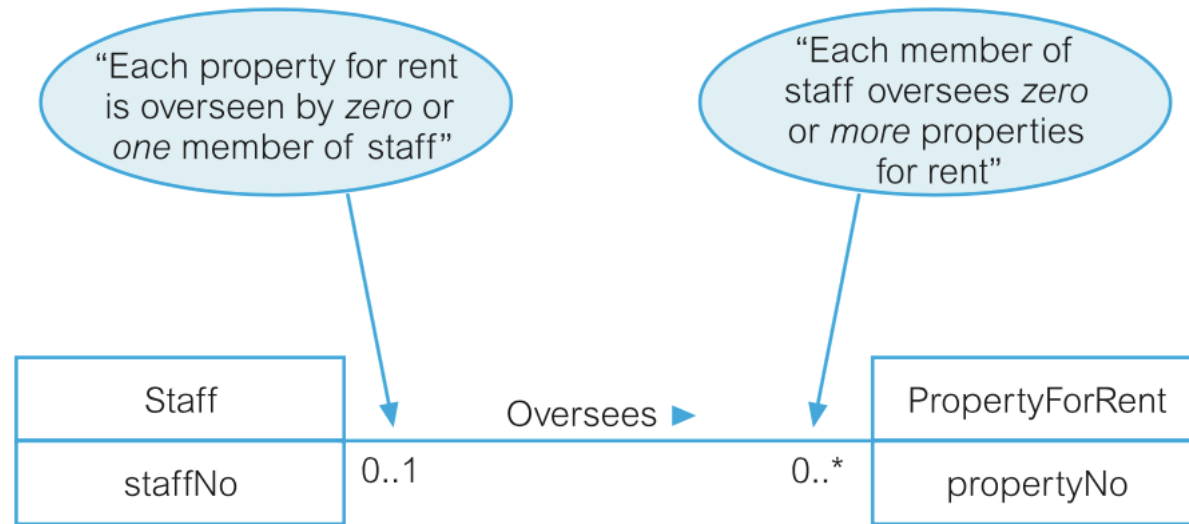 “Each property for rent
is overseen by zero or
one member of staff”
“Each member of
staff oversees zero
or more properties
for rent”
Staff
staffNo
0..1
Oversees ►
0..*
PropertyForRent
propertyNo